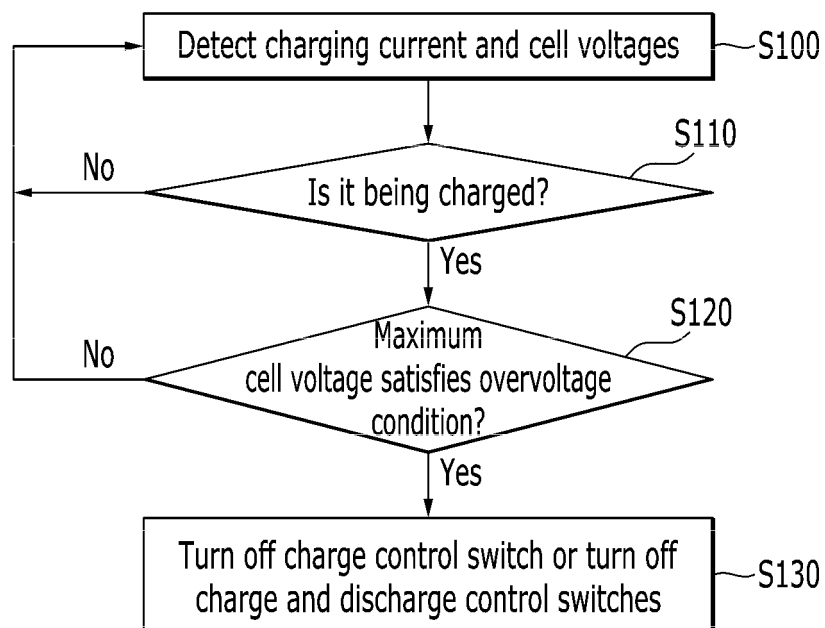 Detect charging current and cell voltages
S100
S110
Is it being charged?
No
Yes
S120
Maximum
cell voltage satisfies overvoltage
condition?
No
Yes
Turn off charge control switch or turn off
charge and discharge control switches
S130